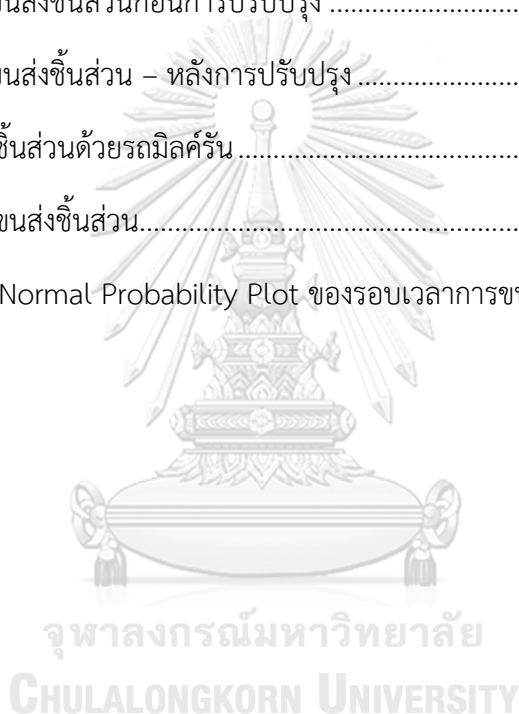 นส่งชิ้นส่วนก่อนการปรับปรุง ................................
นส่งชิ้นส่วน – หลังการปรับปรุง ............................
ชิ้นส่วนด้วยรถมิลค์รัน ................................................
ขนส่งชิ้นส่วน.................................................................
Normal Probability Plot ของรอบเวลาการขน
จุฬาลงกรณ์มหาวิทยาลัย
CHULALONGKORN UNIVERSITY